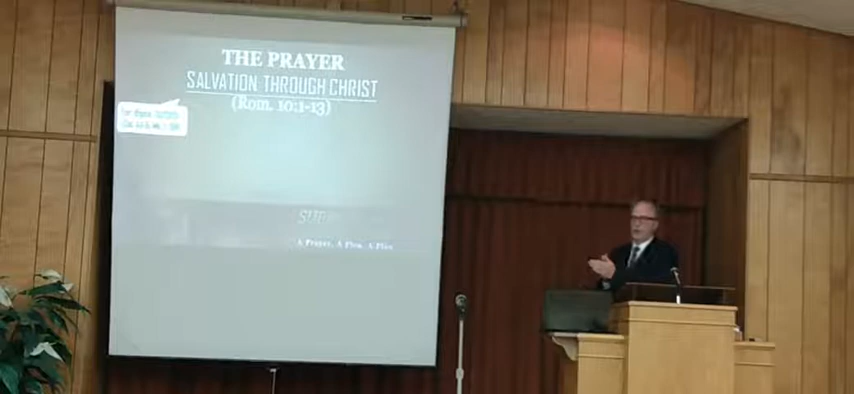 THE PRAYER
SALVATION THROUGH CHRIST
(Rom. 10:1-13)
A Prayer, A Plea, A Plan